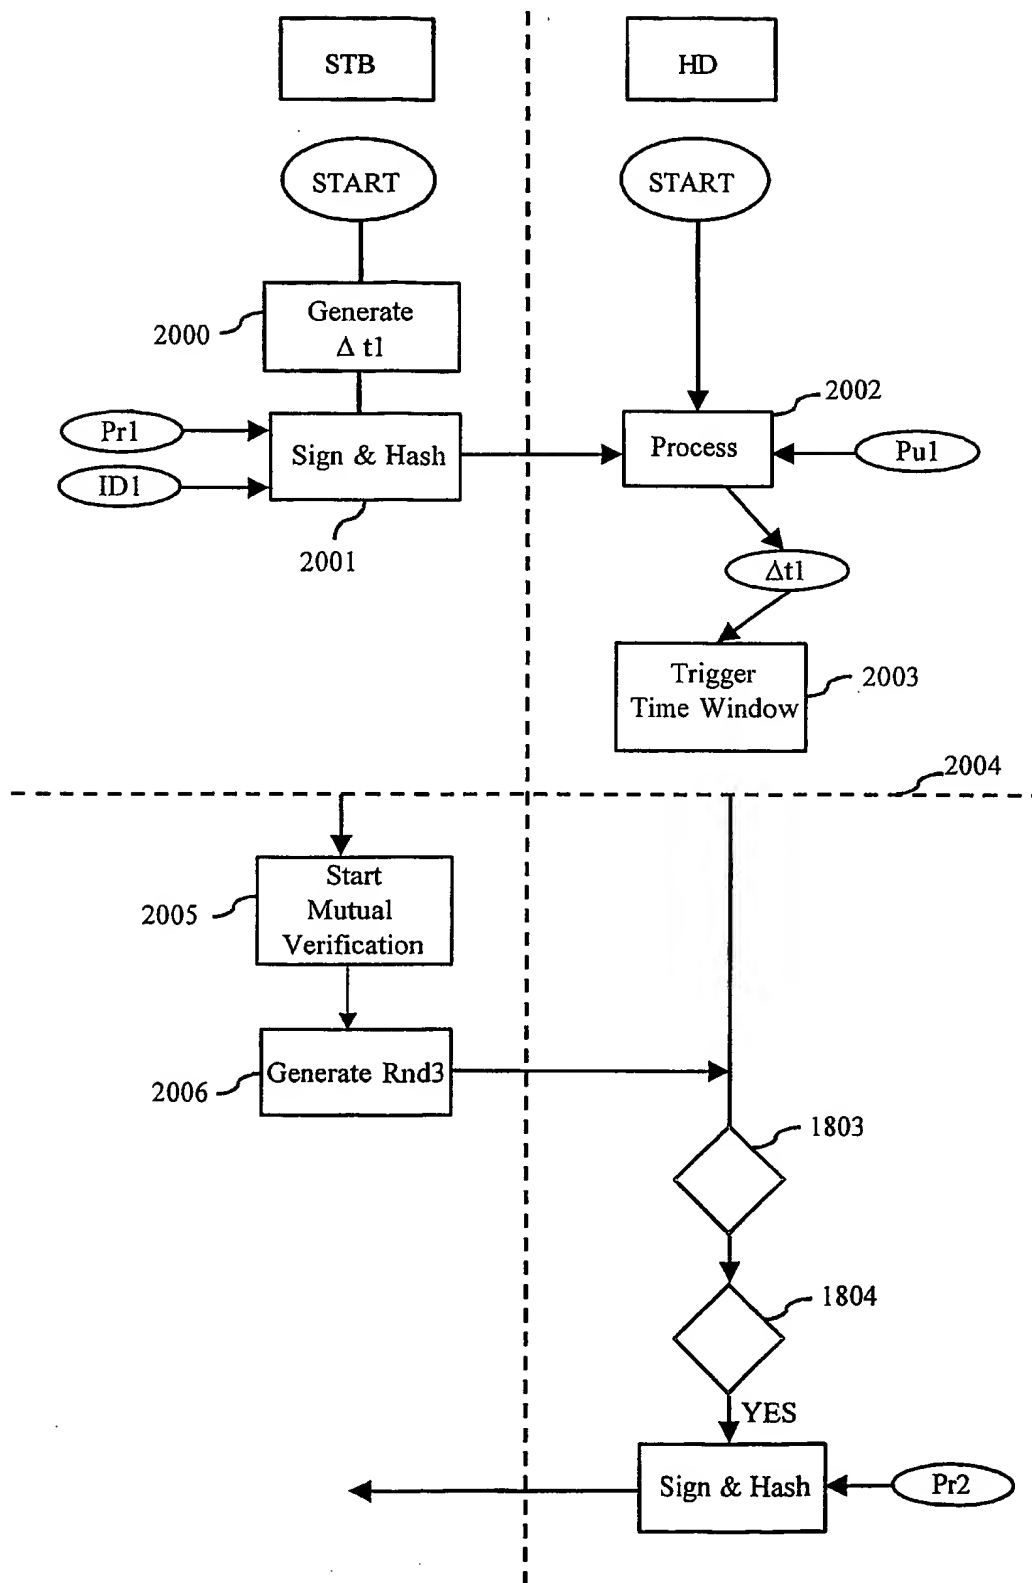 STB
HD
START
START
2000
Generate
Δ t1
2002
Pr1
Sign & Hash
Process
Pu1
ID1
2001
Δt1
Trigger
Time Window
2003
2004
Start
Mutual
Verification
2005
Generate Rnd3
2006
1803
1804
YES
Sign & Hash
Pr2